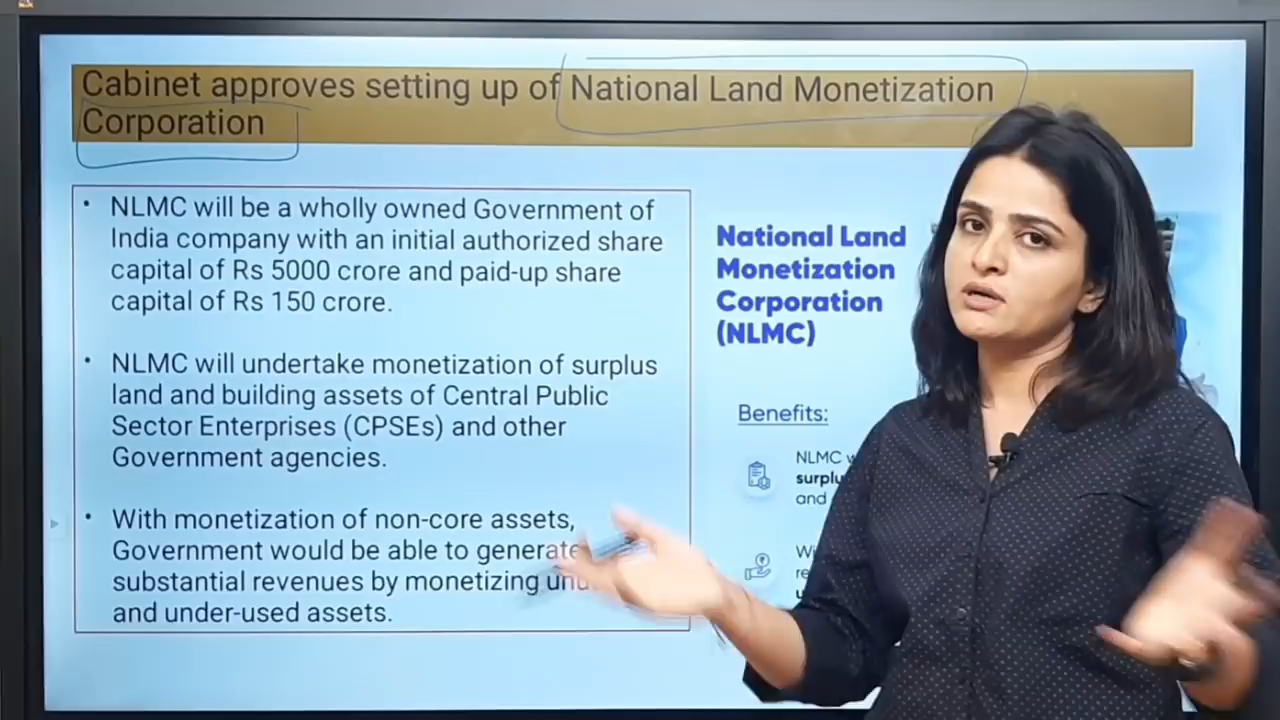 Cabinet approves setting up of National Land Monetization
Corporation
• NLMC will be a wholly owned Government of
India company with an initial authorized share
capital of Rs 5000 crore and paid-up share
capital of Rs 150 crore.
• NLMC will undertake monetization of surplus
land and building assets of Central Public
Sector Enterprises (CPSEs) and other
Government agencies.
• With monetization of non-core assets,
Government would be able to generate
substantial revenues by monetizing
and under-used assets.
National Land
Monetization
Corporation
(NLMC)
Benefits:
NLMC
and